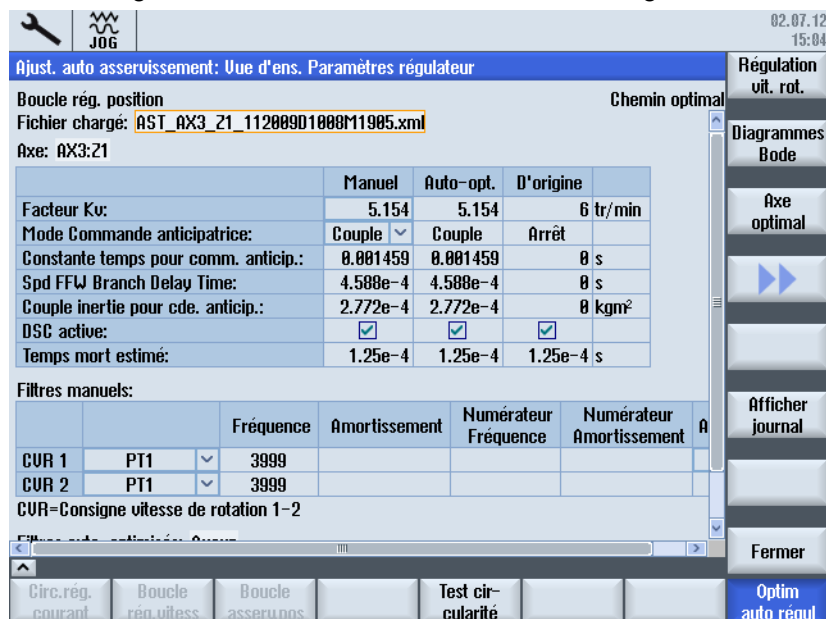 JOG
02.07.12
15:04
Ajust. auto asservissement: Vue d'ens. Paramètres régulateur
Boucle rég. position
Chemin optimal
Fichier chargé: AST_AX3_Z1_112009D1008M1905.xml
Axe: AX3:Z1
Manuel Auto-opt. D'origine
Facteur Kv: 5.154 5.154 6 tr/min
Mode Commande anticipatrice: Couple Couple Arrêt
Constante temps pour comm. anticip.: 0.001459 0.001459 0 s
Spd FFW Branch Delay Time: 4.588e-4 4.588e-4 0 s
Couple inertie pour cde. anticip.: 2.772e-4 2.772e-4 0 kgm²
DSC active:
Temps mort estimé: 1.25e-4 1.25e-4 1.25e-4 s
Filtres manuels:
Fréquence Amortissement Numérateur Fréquence Numérateur Amortissement A
CVR 1 PT1 3999
CVR 2 PT1 3999
CVR=Consigne vitesse de rotation 1-2
Régulation
vit. rot.
Diagrammes
Bode
Axe
optimal
Afficher
journal
Fermer
Circ.rég.
courant
Boucle
rég.vitess
Boucle
asserv.pos
Test cir-
cularité
Optim
auto régul